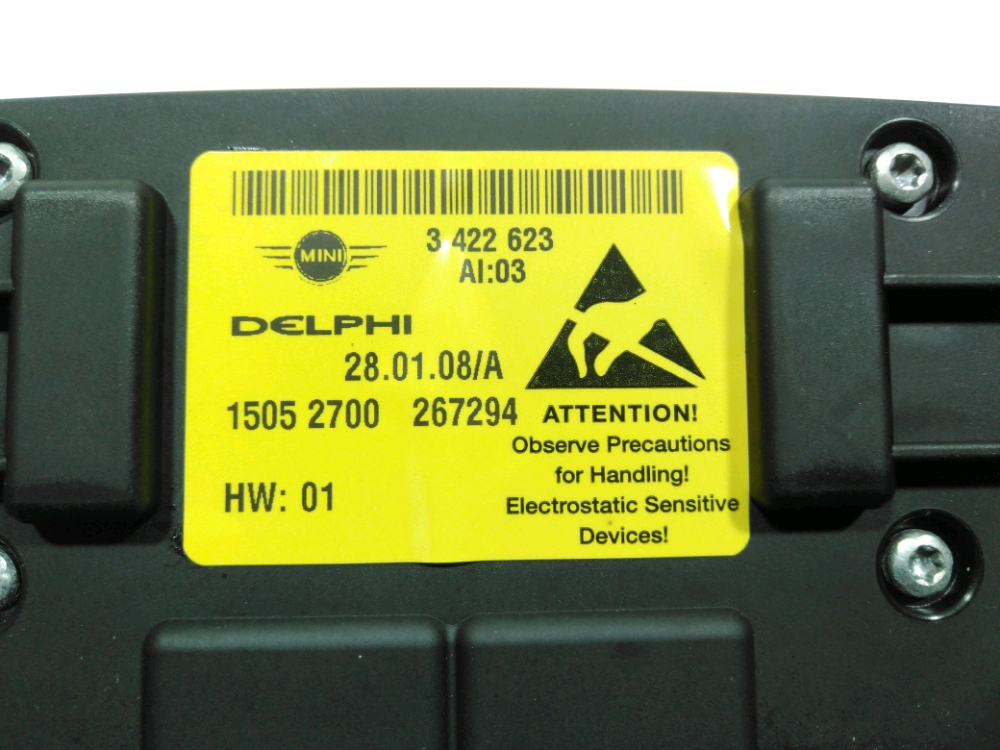 3 422 623
MINI
AI:03
DELPHI
28.01.08/A
1505 2700 267294
HW: 01
ATTENTION!
Observe Precautions
for Handling!
Electrostatic Sensitive
Devices!